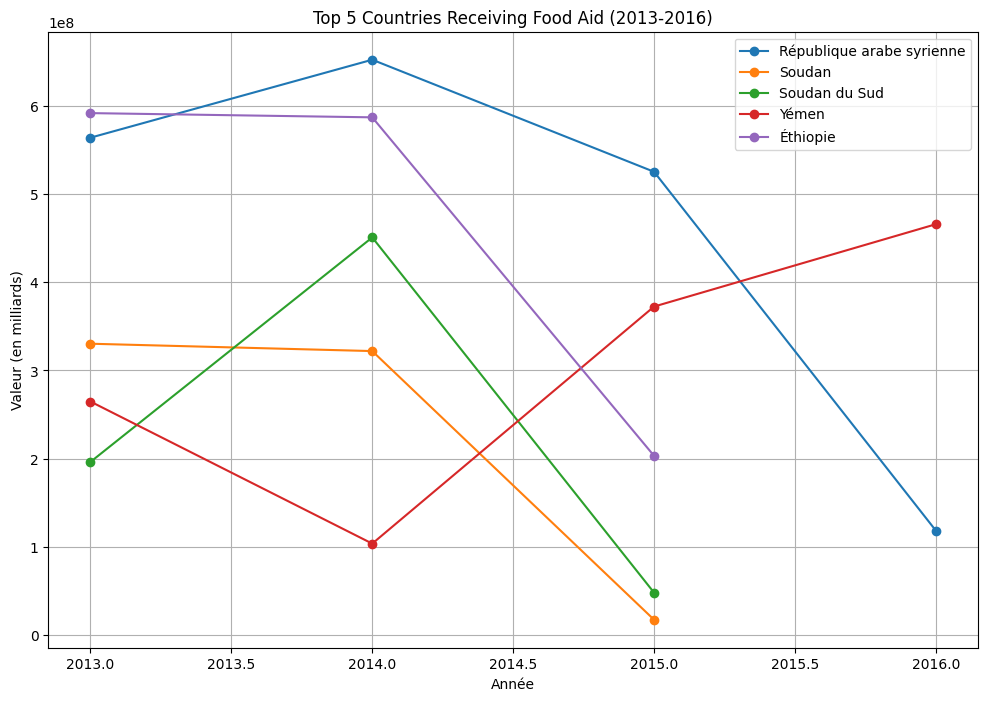 Top 5 Countries Receiving Food Aid (2013-2016)
1e8
République arabe syrienne
Soudan
Soudan du Sud
Yémen
Éthiopie
Valeur (en milliards)
6
5
4
3
2
1
0
2013.0 2013.5 2014.0 2014.5 2015.0 2015.5 2016.0
Année